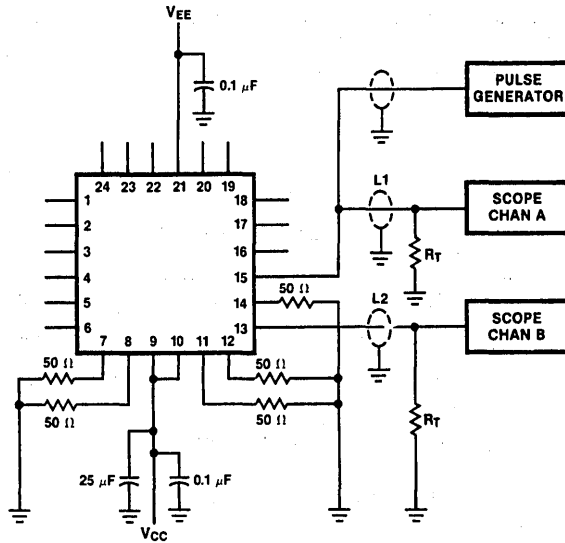 VEE
0.1 µF
PULSE
GENERATOR
24 23 22 21 20 19
1
2
3
4
5
6
18
17
16
15
14
13
7 8 9 10 11 12
L1
SCOPE
CHAN A
RT
50 Ω
L2
SCOPE
CHAN B
RT
50 Ω
50 Ω
50 Ω
50 Ω
25 µF
0.1 µF
VCC